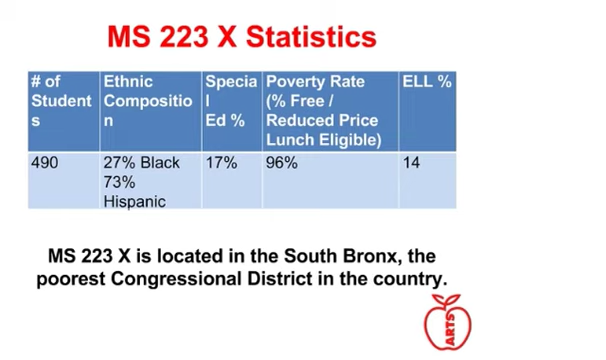 MS 223 X Statistics
# of Student s
Ethnic Compositio n
Specia l Ed %
Poverty Rate (% Free / Reduced Price Lunch Eligible)
ELL %
490
27% Black 73% Hispanic
17%
96%
14
MS 223 X is located in the South Bronx, the
poorest Congressional District in the country.
ARTS